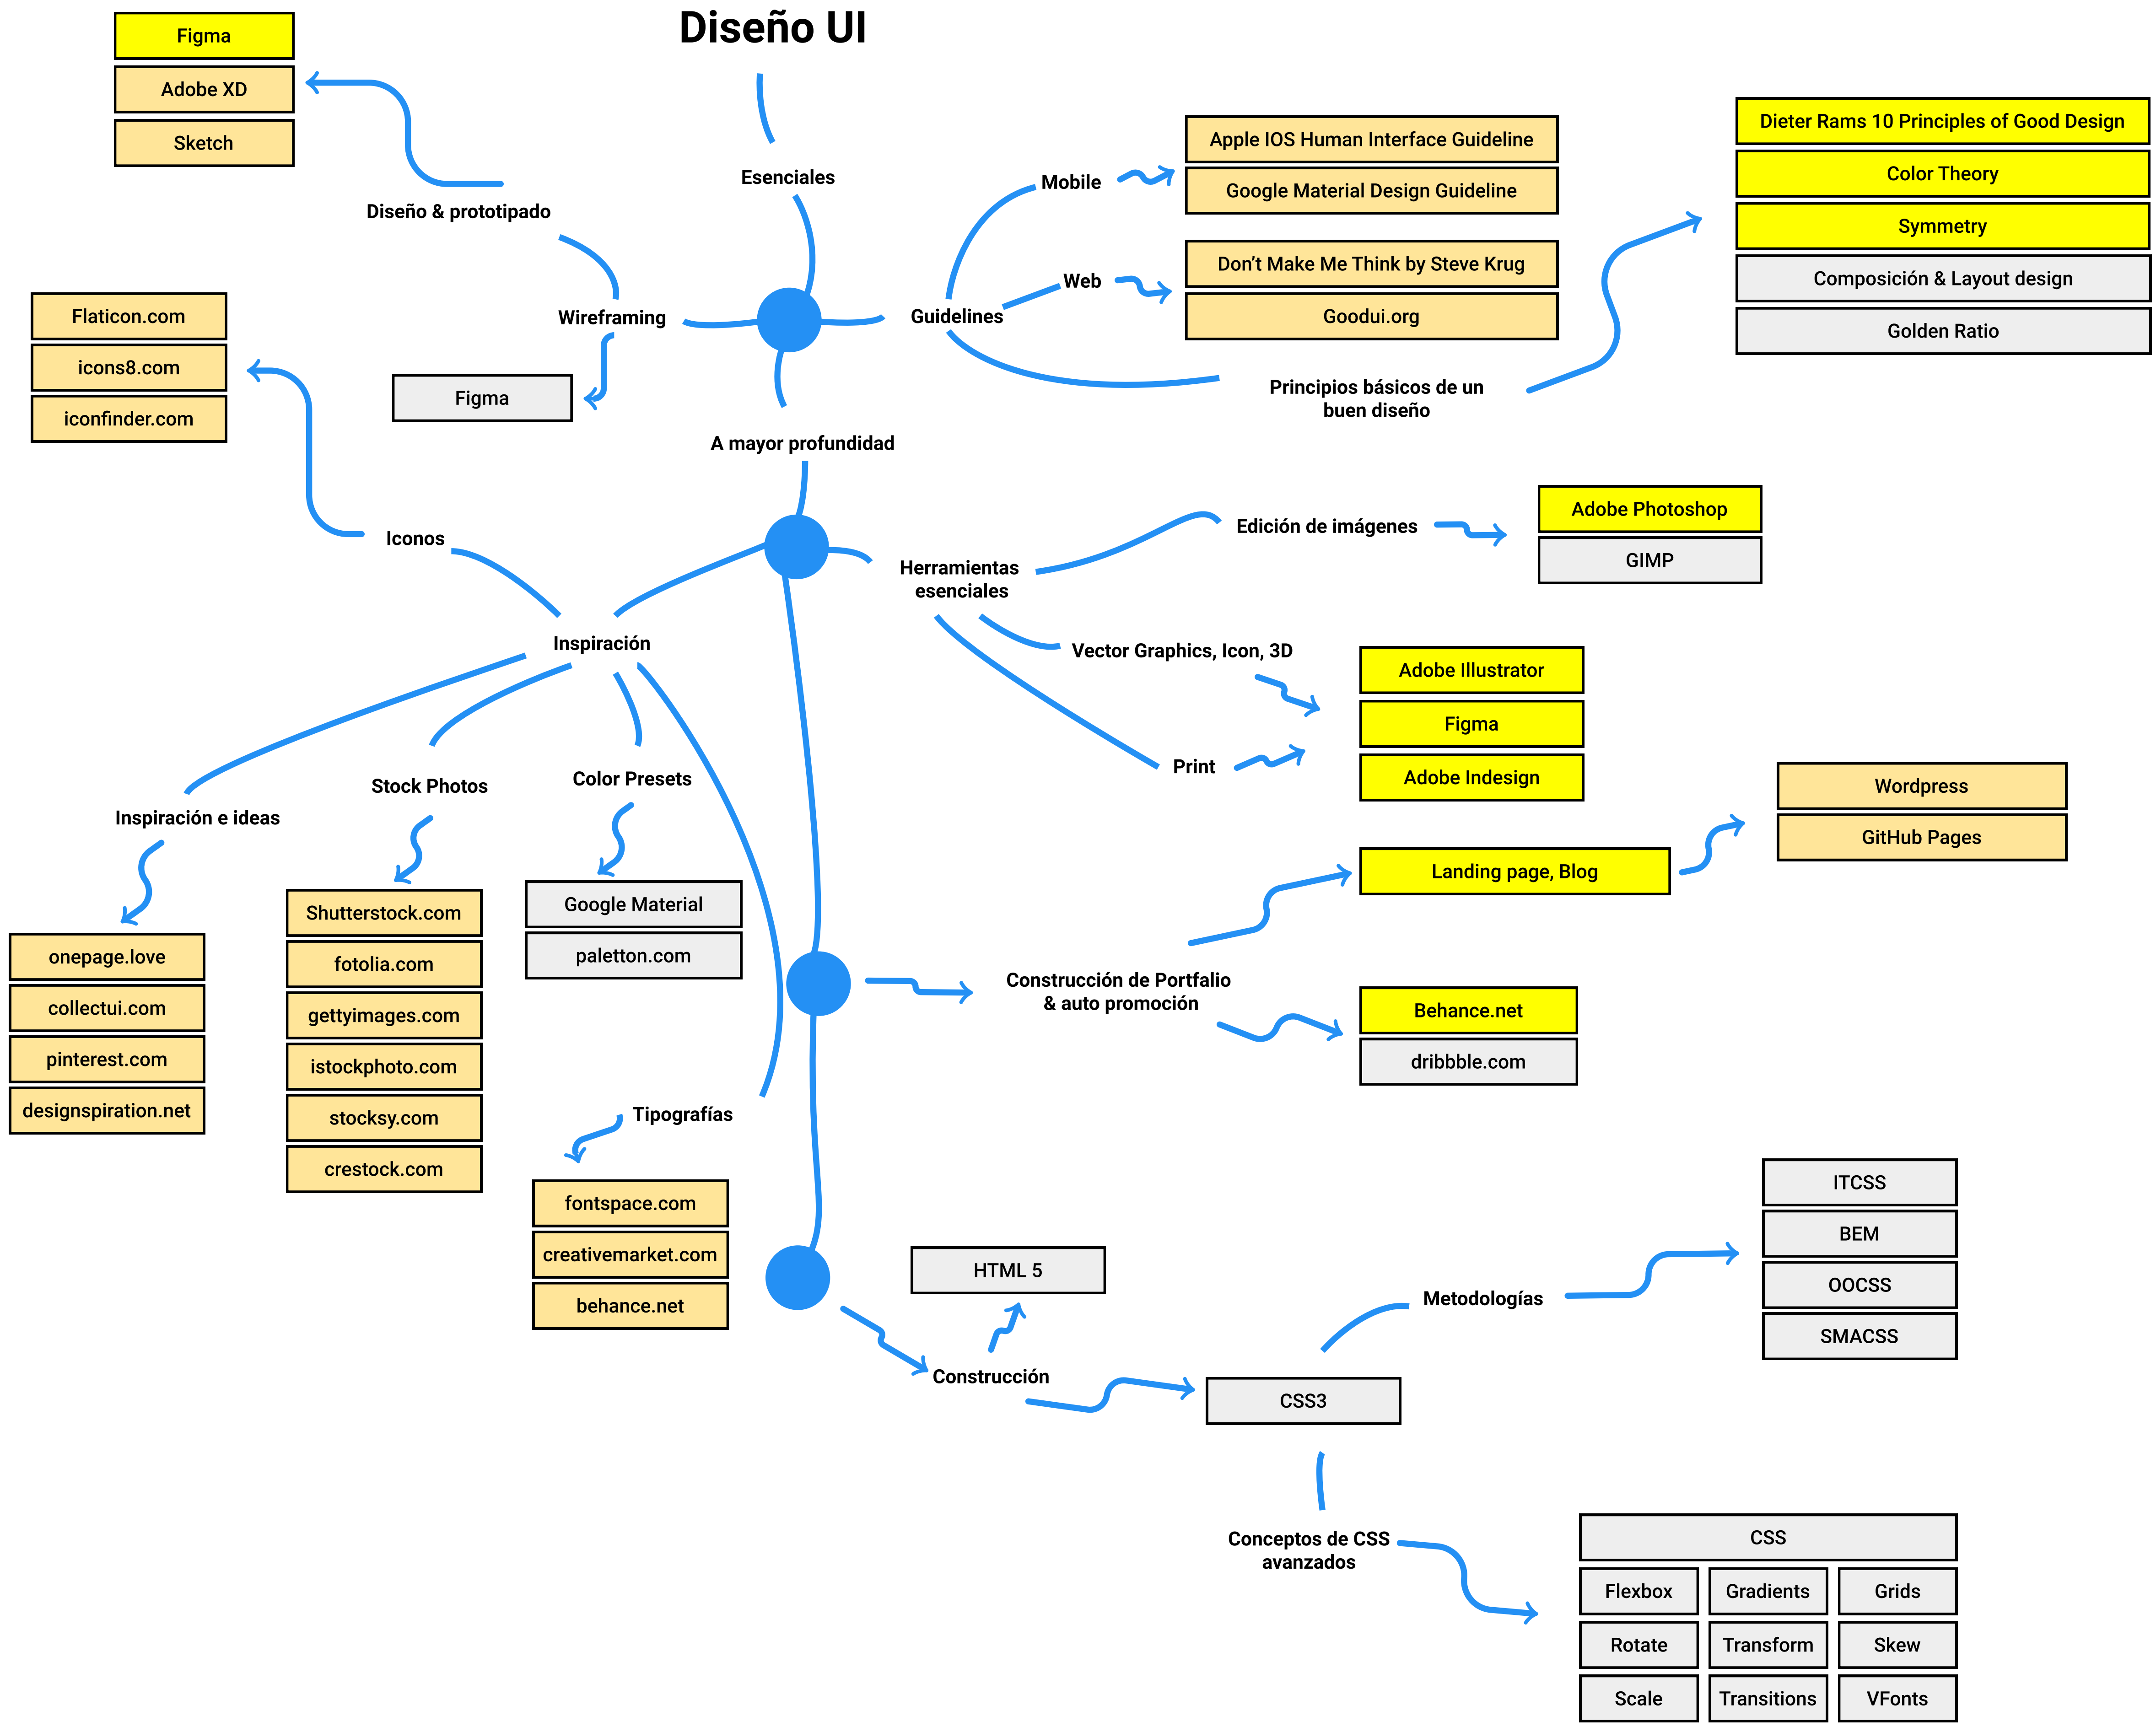 Diseño UI
Figma
Adobe XD
Sketch
Diseño & prototipado
Esenciales
Wireframing
Figma
Guidelines
Mobile
Apple IOS Human Interface Guideline
Google Material Design Guideline
Web
Don’t Make Me Think by Steve Krug
Goodui.org
Principios básicos de un
buen diseño
Dieter Rams 10 Principles of Good Design
Color Theory
Symmetry
Composición & Layout design
Golden Ratio
A mayor profundidad
Flaticon.com
icons8.com
iconfinder.com
Iconos
Inspiración
Herramientas
esenciales
Edición de imágenes
Adobe Photoshop
GIMP
Vector Graphics, Icon, 3D
Print
Adobe Illustrator
Figma
Adobe Indesign
Inspiración e ideas
onepage.love
collectui.com
pinterest.com
designspiration.net
Stock Photos
Shutterstock.com
fotolia.com
gettyimages.com
istockphoto.com
stocksy.com
crestock.com
Color Presets
Google Material
paletton.com
Tipografías
fontspace.com
creativemarket.com
behance.net
Construcción de Portfalio
& auto promoción
Landing page, Blog
Wordpress
GitHub Pages
Behance.net
dribbble.com
Construcción
HTML 5
CSS3
Metodologías
ITCSS
BEM
OOCSS
SMACSS
Conceptos de CSS
avanzados
CSS
Flexbox Gradients Grids
Rotate Transform Skew
Scale Transitions VFonts